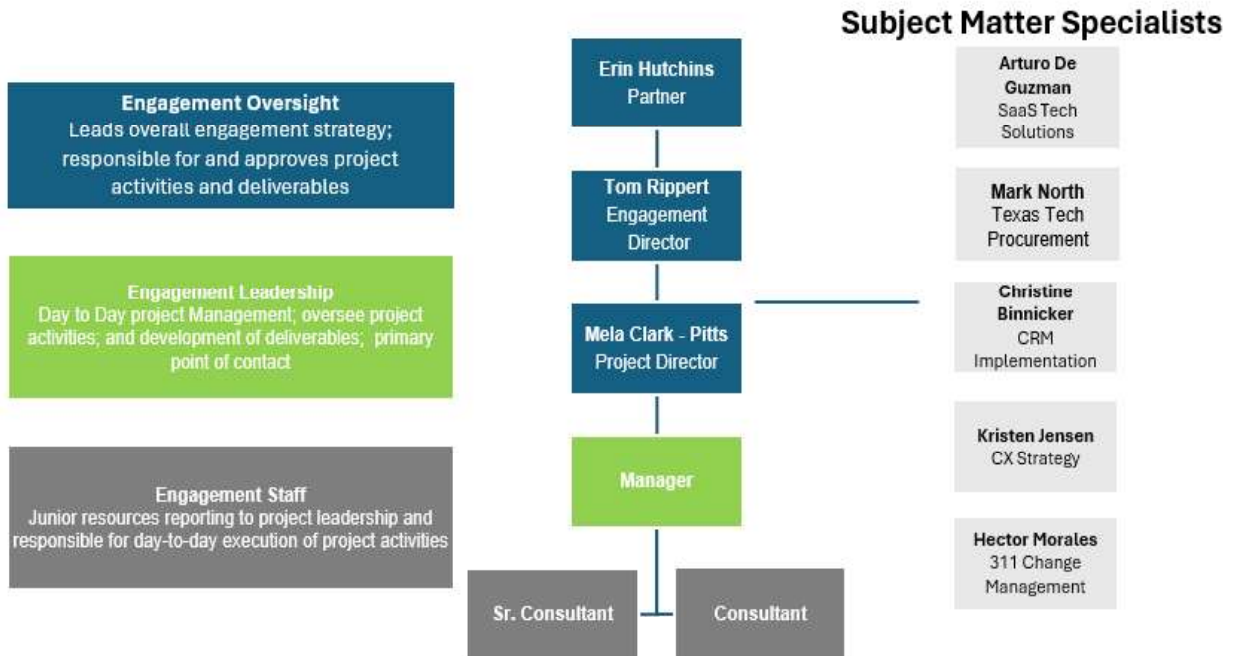 Subject Matter Specialists
Engagement Oversight
Leads overall engagement strategy;
responsible for and approves project
activities and deliverables
Engagement Leadership
Day to Day project Management; oversee project
activities; and development of deliverables; primary
point of contact
Engagement Staff
Junior resources reporting to project leadership and
responsible for day-to-day execution of project activities
Erin Hutchins
Partner
Tom Rippert
Engagement
Director
Mela Clark - Pitts
Project Director
Manager
Sr. Consultant
Consultant
Arturo De
Guzman
SaaS Tech
Solutions
Mark North
Texas Tech
Procurement
Christine
Binnicker
CRM
Implementation
Kristen Jensen
CX Strategy
Hector Morales
311 Change
Management